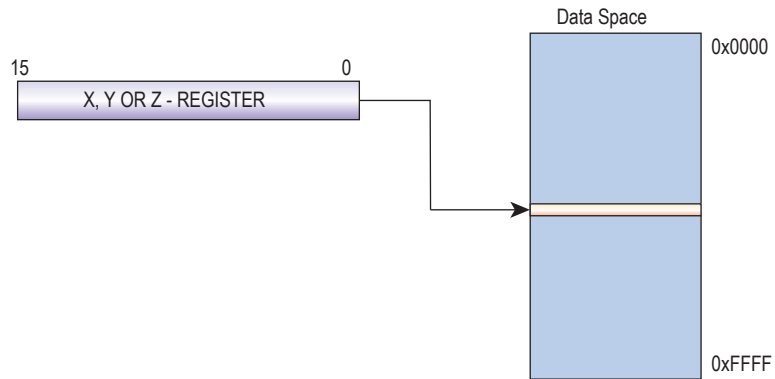 Data Space
0x0000
15 0
X, Y OR Z - REGISTER
0xFFFF